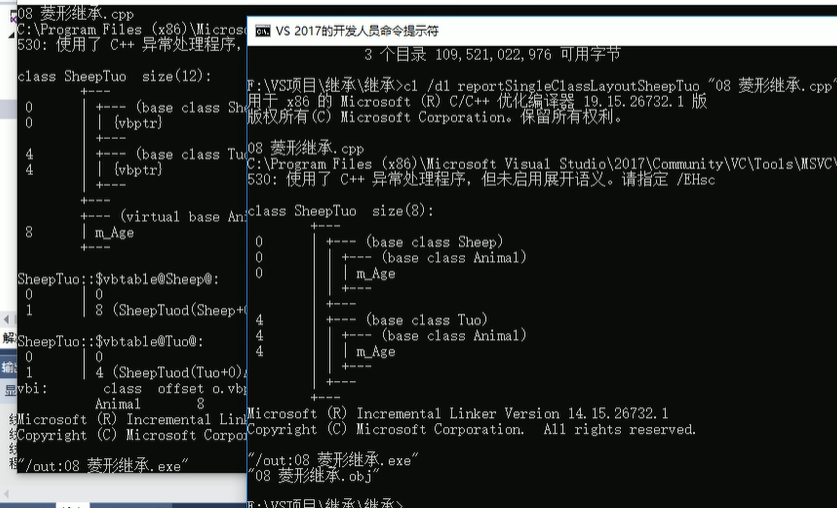 08 菱形继承.cpp
C:\Program Files (x86)\Micros
530: 使用了 C++ 异常处理程序,
class SheepTuo size(12):
+---
0 | +--- (base class She
0 | | {vbptr}
| +---
4 | +--- (base class Tuo
4 | | {vbptr}
| +---
+---
+--- (virtual base Ani
8 | m_Age
+---
SheepTuo::$vbtable@Sheep@:
0 | 0
1 | 8 (SheepTuod(Sheep+0
SheepTuo::$vbtable@Tuo@:
0 | 0
1 | 4 (SheepTuod(Tuo+0)A
vbi: class offset o.vbp
Animal 8
Microsoft (R) Incremental Link
Copyright (C) Microsoft Corpor
"/out:08 菱形继承.exe"
VS 2017的开发人员命令提示符
3 个目录 109,521,022,976 可用字节
F:\VS项目\继承\继承>cl /d1 reportSingleClassLayoutSheepTuo "08 菱形继承.cpp"
用于 x86 的 Microsoft (R) C/C++ 优化编译器 19.15.26732.1 版
版权所有(C) Microsoft Corporation。保留所有权利。
08 菱形继承.cpp
C:\Program Files (x86)\Microsoft Visual Studio\2017\Community\VC\Tools\MSVC\
530: 使用了 C++ 异常处理程序，但未启用展开语义。请指定 /EHsc
class SheepTuo size(8):
+---
0 | +--- (base class Sheep)
0 | | +--- (base class Animal)
0 | | | m_Age
| | +---
| +---
4 | +--- (base class Tuo)
4 | | +--- (base class Animal)
4 | | | m_Age
| | +---
| +---
+---
Microsoft (R) Incremental Linker Version 14.15.26732.1
Copyright (C) Microsoft Corporation. All rights reserved.
"/out:08 菱形继承.exe"
"08 菱形继承.obj"
F:\VS项目\继承\继承>